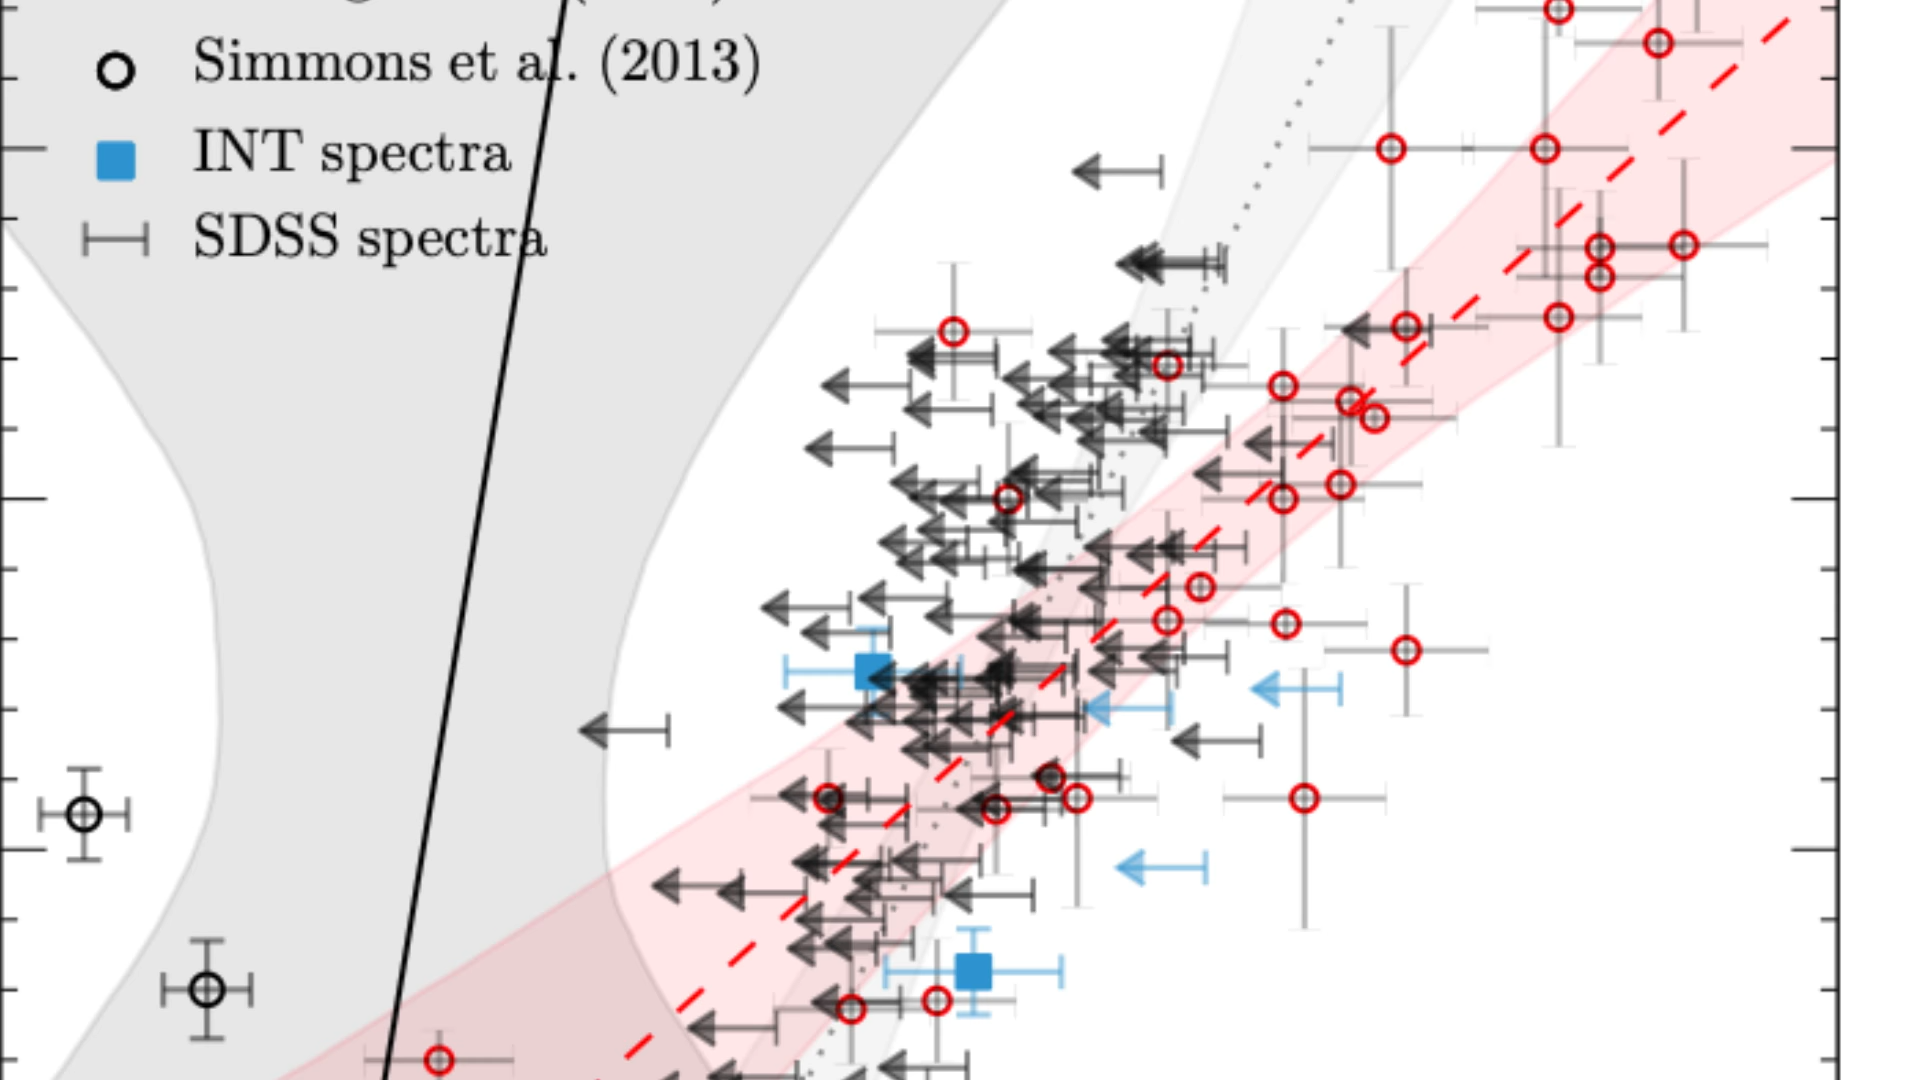 Simmons et al. (2013)
INT spectra
SDSS spectra